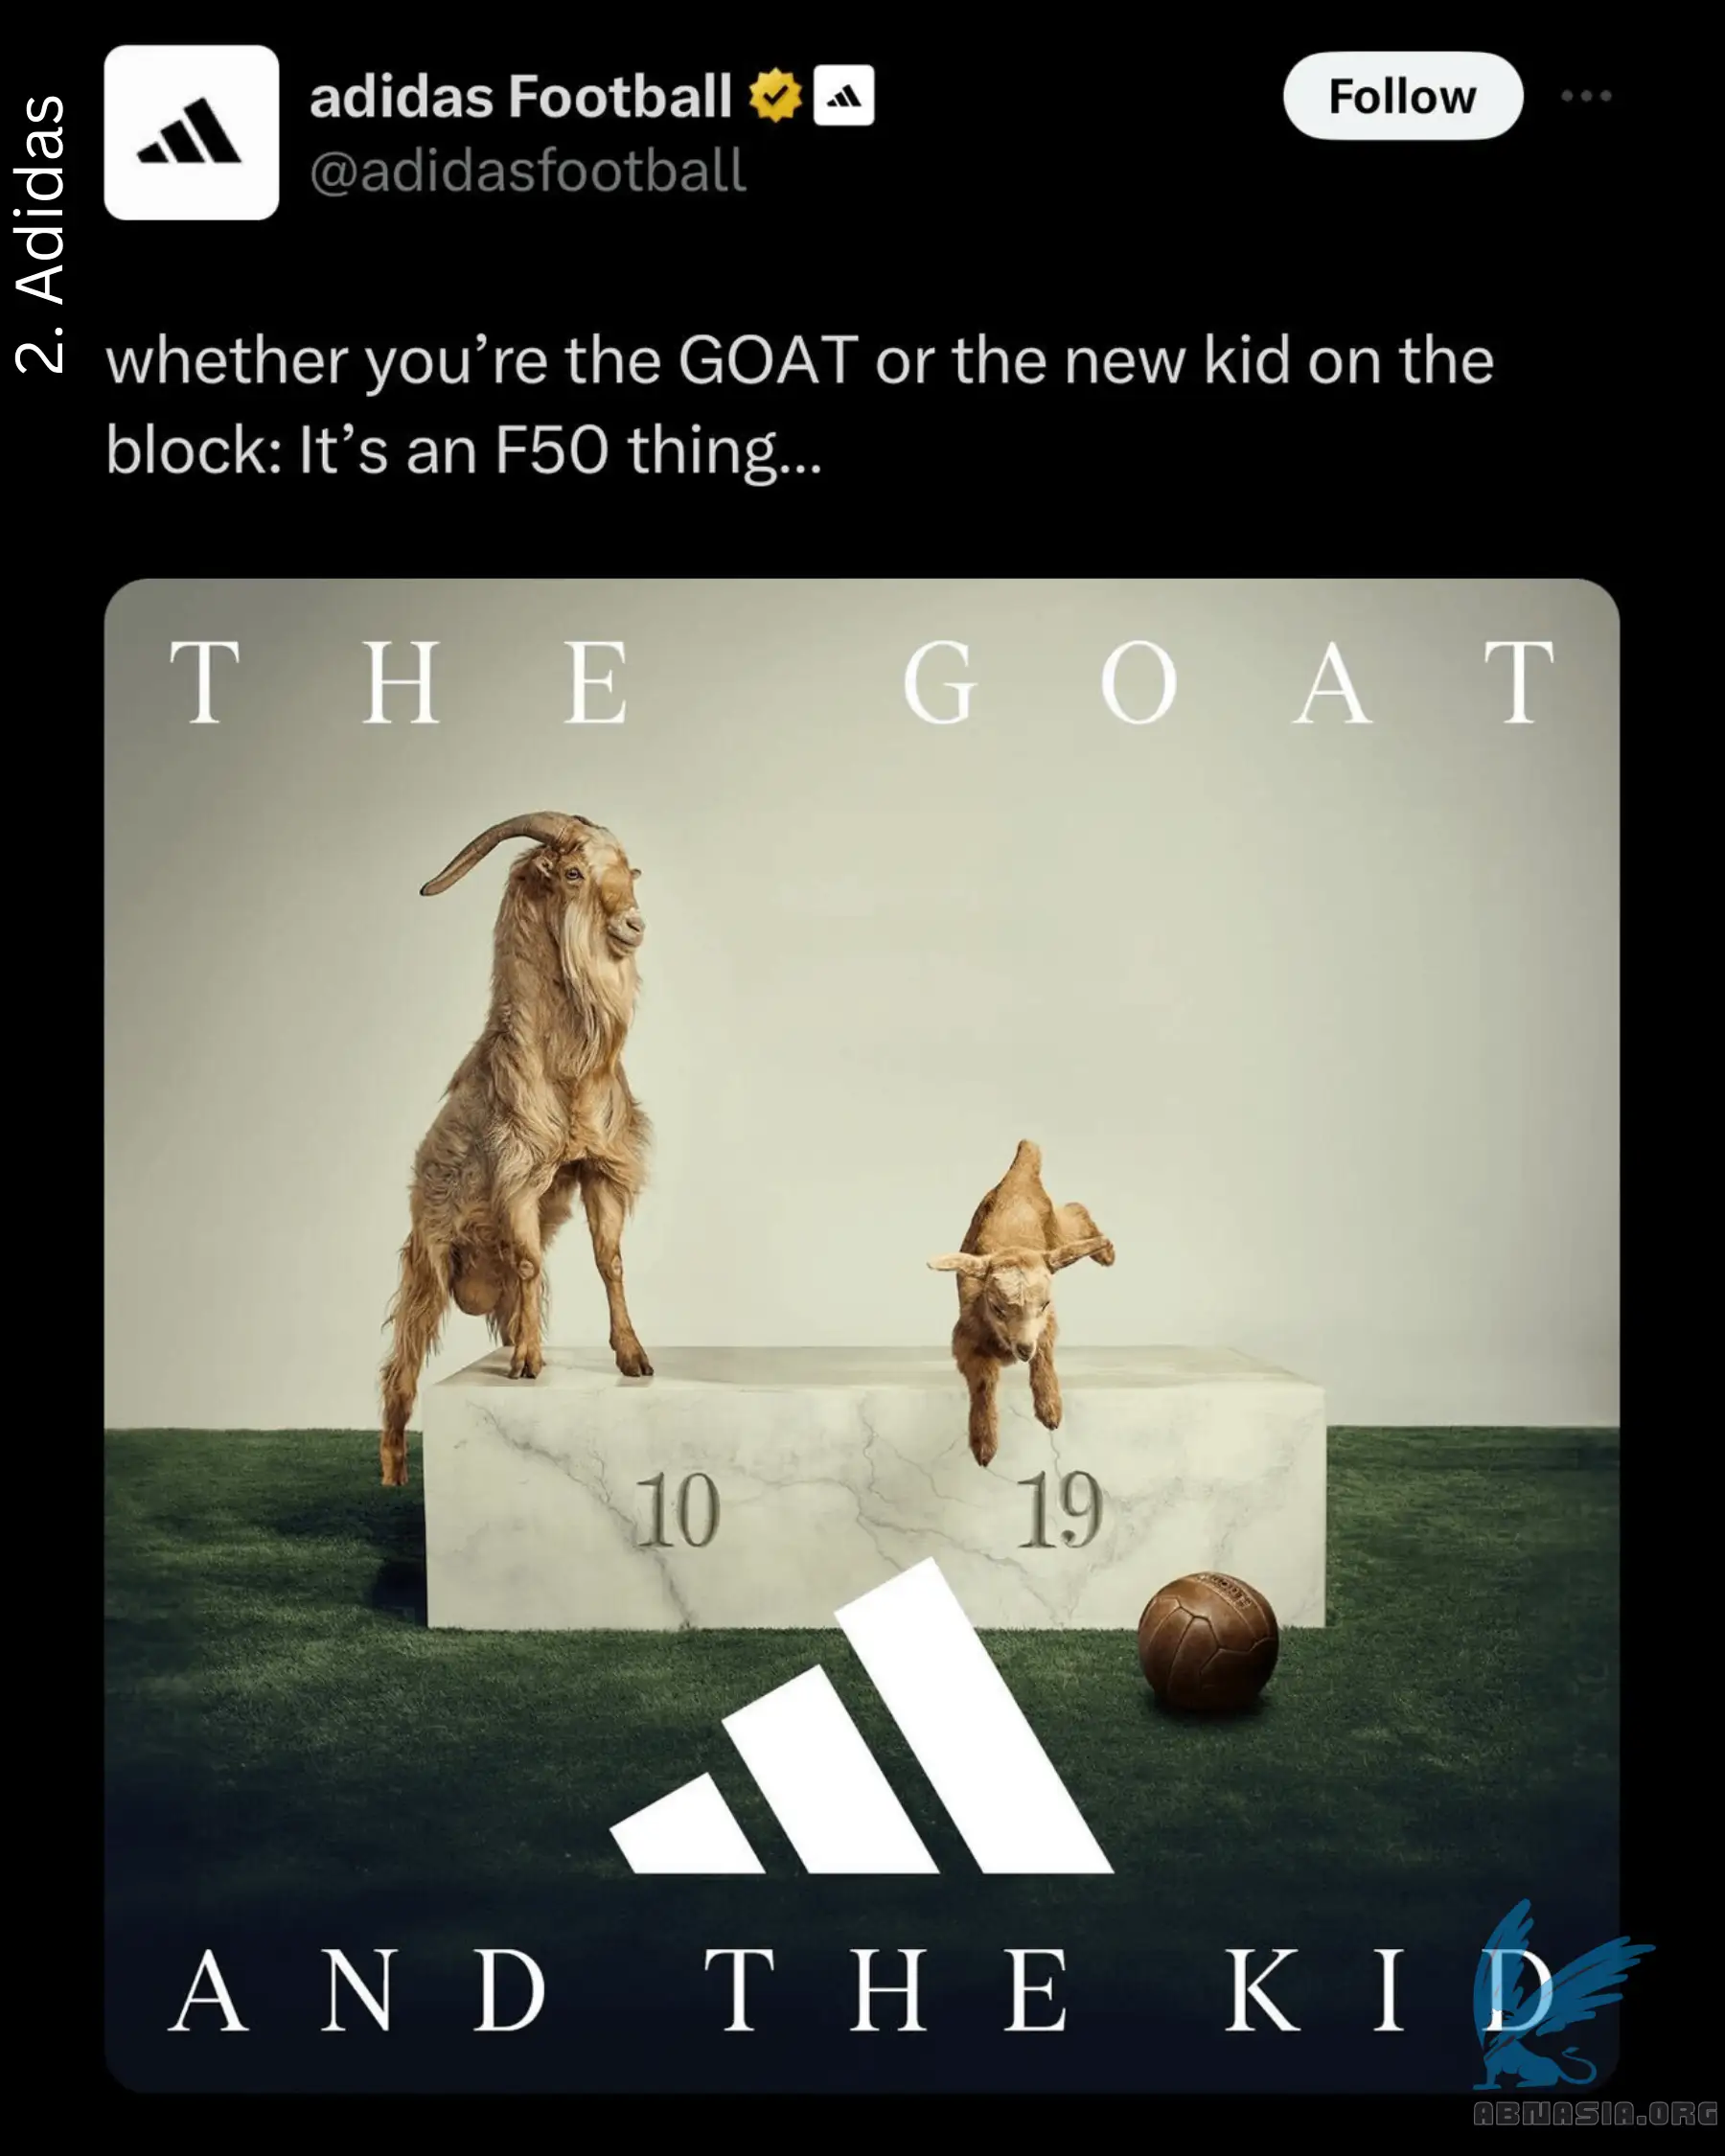 2. Adidas
adidas Football
Follow
@adidasfootball
whether you’re the GOAT or the new kid on the
block: It’s an F50 thing...
THE GOAT
10 19
AND THE KID
ABNASIA.ORG